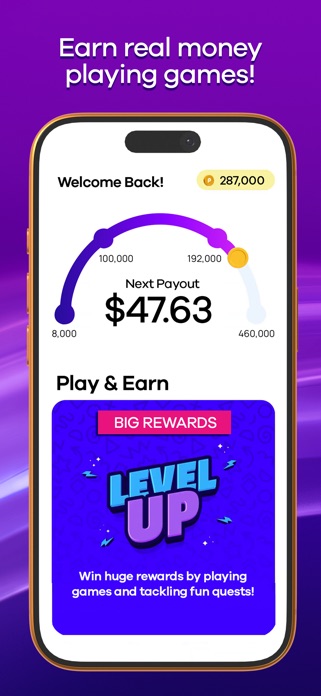 Earn real money
playing games!
Welcome Back!
287,000
100,000
192,000
Next Payout
$47.63
8,000
460,000
Play & Earn
BIG REWARDS
LEVEL
UP
Win huge rewards by playing
games and tackling fun quests!